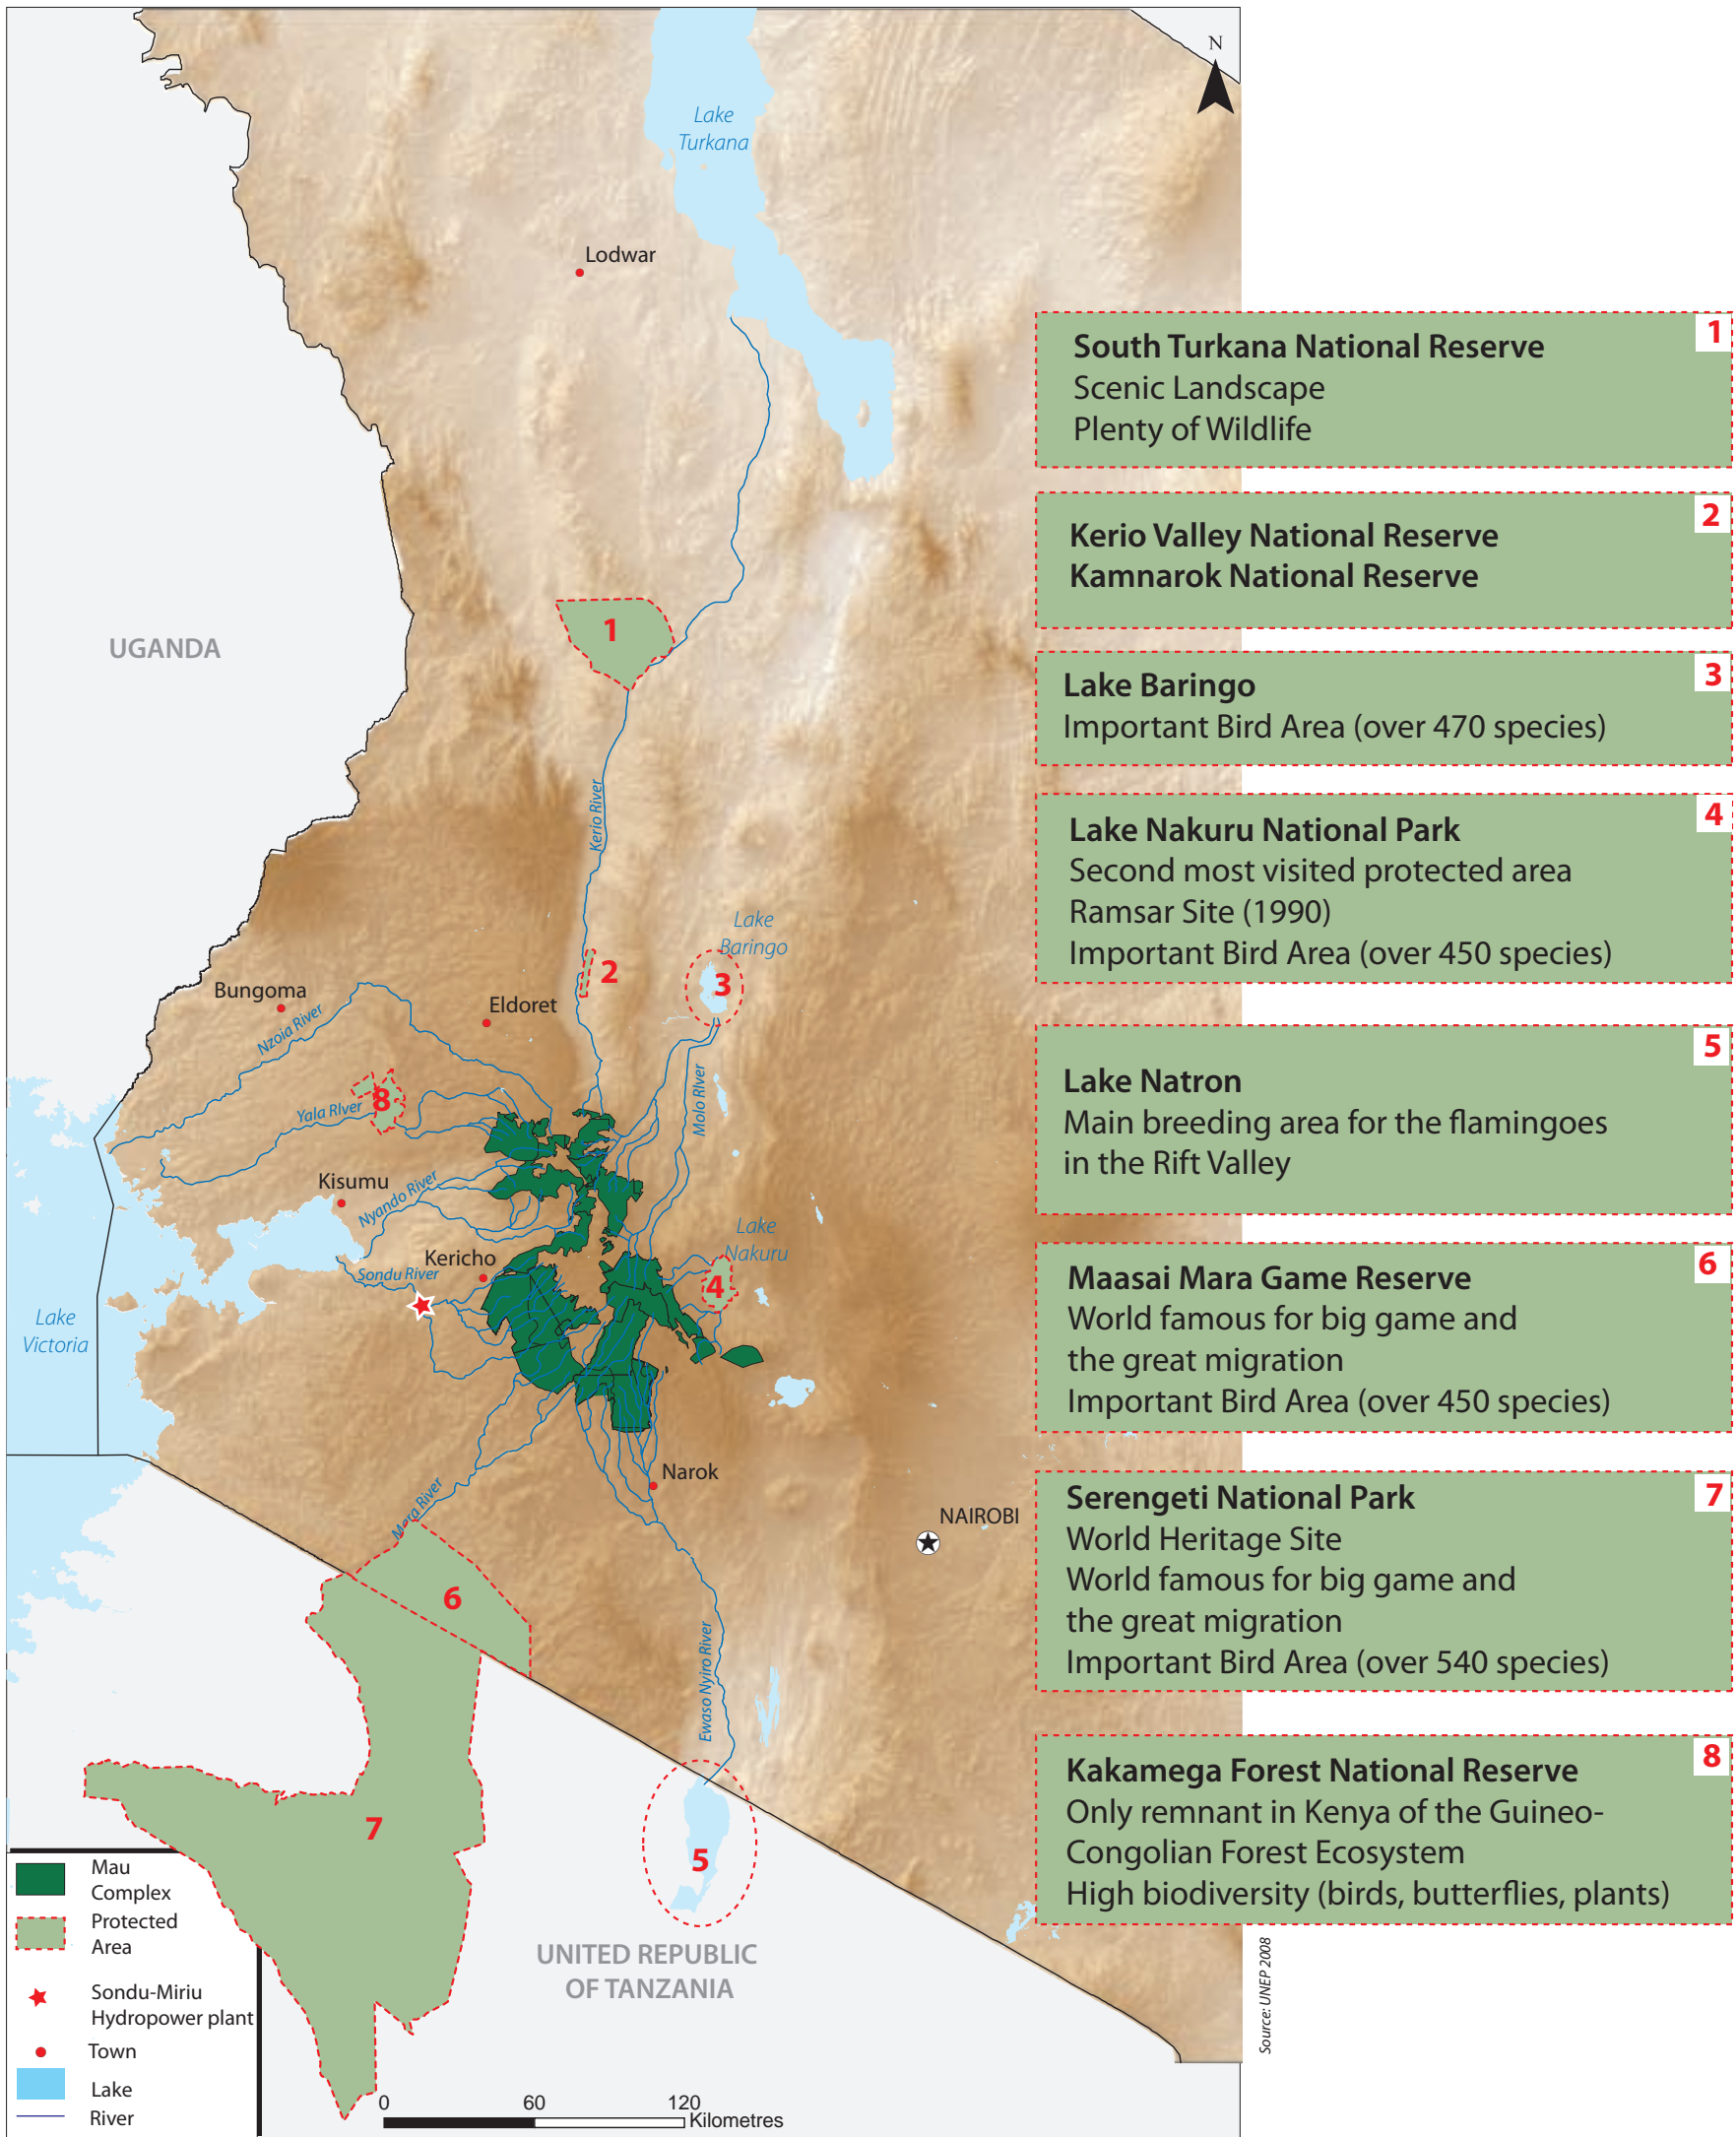 N
Lake
Turkana
Lodwar
UGANDA
1
Kerio River
2
Lake
Baringo
3
Bungoma
Eldoret
Nzoia River
Yala RIver
8
Molo RIver
Kisumu
Nyando River
Lake
Nakuru
Kericho
Sondu River
4
Lake
Victoria
Narok
Mara River
NAIROBI
6
Ewaso Nyiro River
7
5
UNITED REPUBLIC
OF TANZANIA
Mau
Complex
Protected
Area
Sondu-Miriu
Hydropower plant
Town
Lake
River
0 60 120
Kilometres
1
South Turkana National Reserve
Scenic Landscape
Plenty of Wildlife
2
Kerio Valley National Reserve
Kamnarok National Reserve
3
Lake Baringo
Important Bird Area (over 470 species)
4
Lake Nakuru National Park
Second most visited protected area
Ramsar Site (1990)
Important Bird Area (over 450 species)
5
Lake Natron
Main breeding area for the flamingoes
in the Rift Valley
6
Maasai Mara Game Reserve
World famous for big game and
the great migration
Important Bird Area (over 450 species)
7
Serengeti National Park
World Heritage Site
World famous for big game and
the great migration
Important Bird Area (over 540 species)
8
Kakamega Forest National Reserve
Only remnant in Kenya of the Guineo-
Congolian Forest Ecosystem
High biodiversity (birds, butterflies, plants)
Source: UNEP 2008